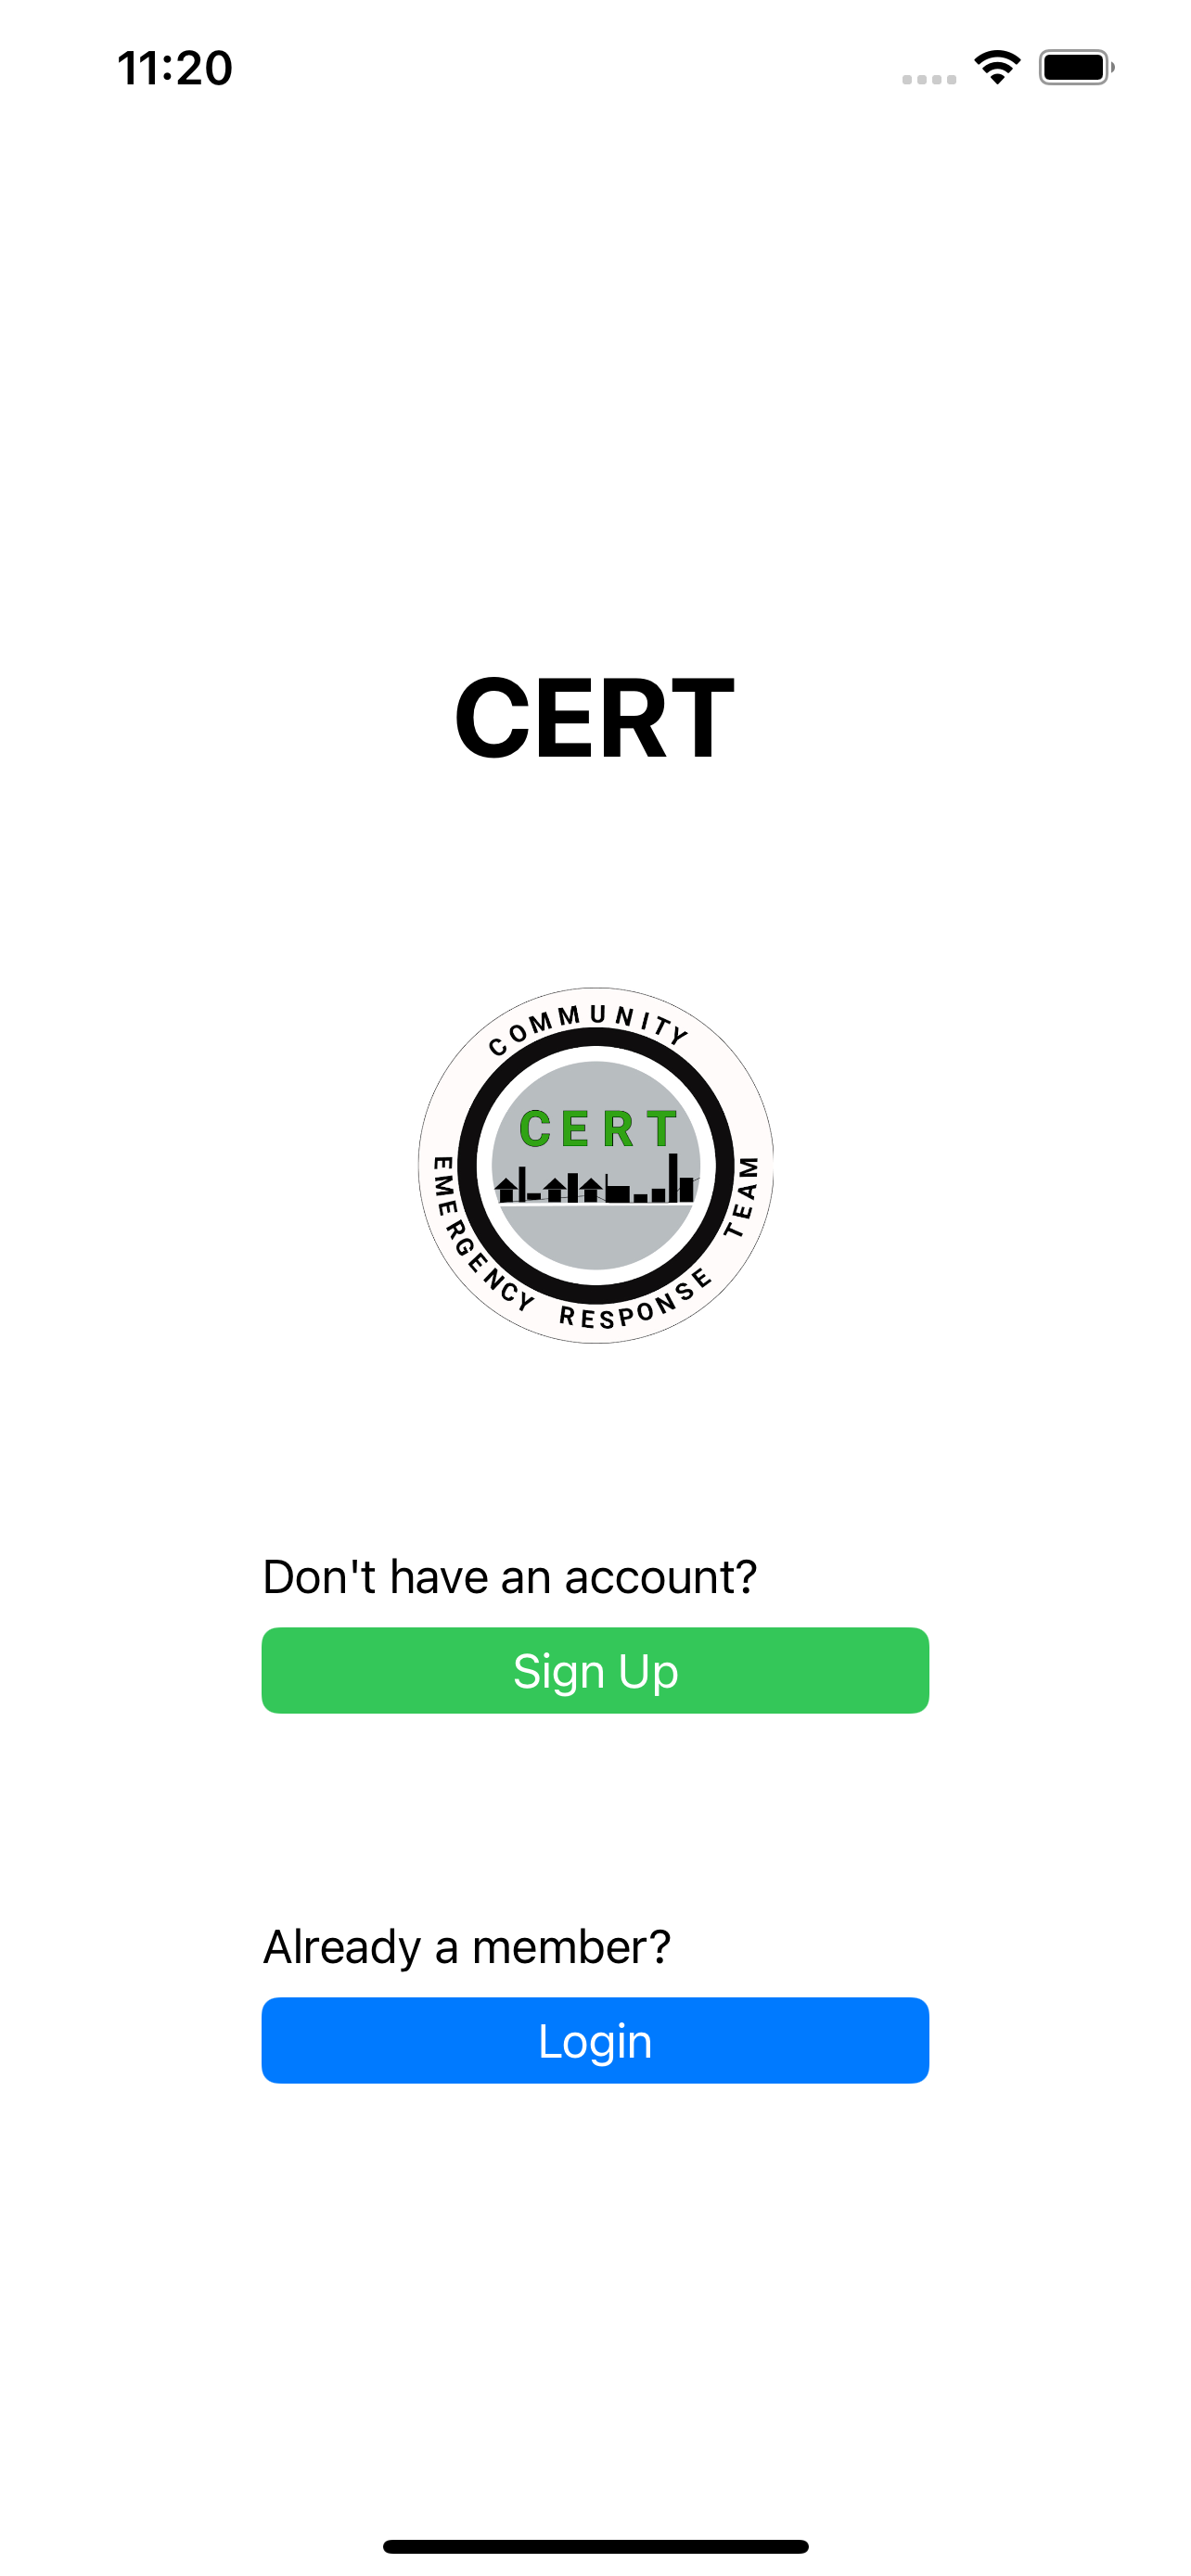 11:20
CERT
COMMUNITY
CERT
EMERGENCY RESPONSE TEAM
Don't have an account?
Sign Up
Already a member?
Login